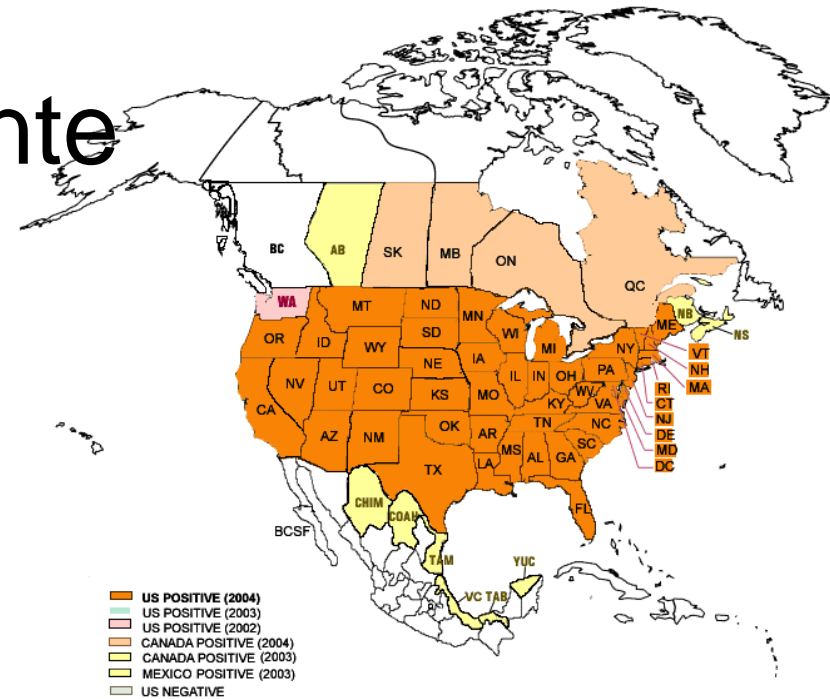 nte
BC
AB
SK
MB
ON
QC
NB
NS
WA
MT
ND
MN
OR
ID
SD
WI
MI
ME
WY
NY
VT
NH
MA
NE
IA
NV
UT
CO
IL
IN
OH
PA
RI
CT
NJ
DE
MD
DC
CA
KS
MO
KY
WV
VA
AZ
NM
OK
AR
TN
NC
SC
TX
LA
MS
AL
GA
FL
CHIM
COAH
BCSF
TAM
YUC
VC TAB
US POSITIVE (2004)
US POSITIVE (2003)
US POSITIVE (2002)
CANADA POSITIVE (2004)
CANADA POSITIVE (2003)
MEXICO POSITIVE (2003)
US NEGATIVE